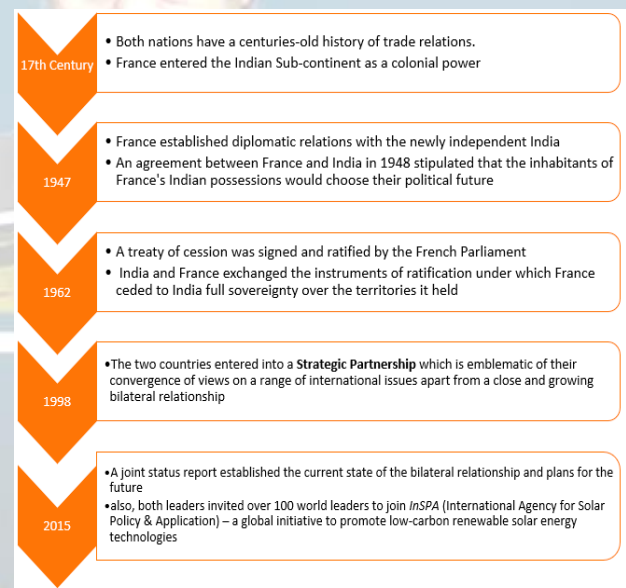 17th Century
• Both nations have a centuries-old history of trade relations.
• France entered the Indian Sub-continent as a colonial power
1947
• France established diplomatic relations with the newly independent India
• An agreement between France and India in 1948 stipulated that the inhabitants of
France's Indian possessions would choose their political future
1962
• A treaty of cession was signed and ratified by the French Parliament
• India and France exchanged the instruments of ratification under which France
ceded to India full sovereignty over the territories it held
1998
•The two countries entered into a Strategic Partnership which is emblematic of their
convergence of views on a range of international issues apart from a close and growing
bilateral relationship
2015
•A joint status report established the current state of the bilateral relationship and plans for the
future
•also, both leaders invited over 100 world leaders to join InSPA (International Agency for Solar
Policy & Application) – a global initiative to promote low-carbon renewable solar energy
technologies